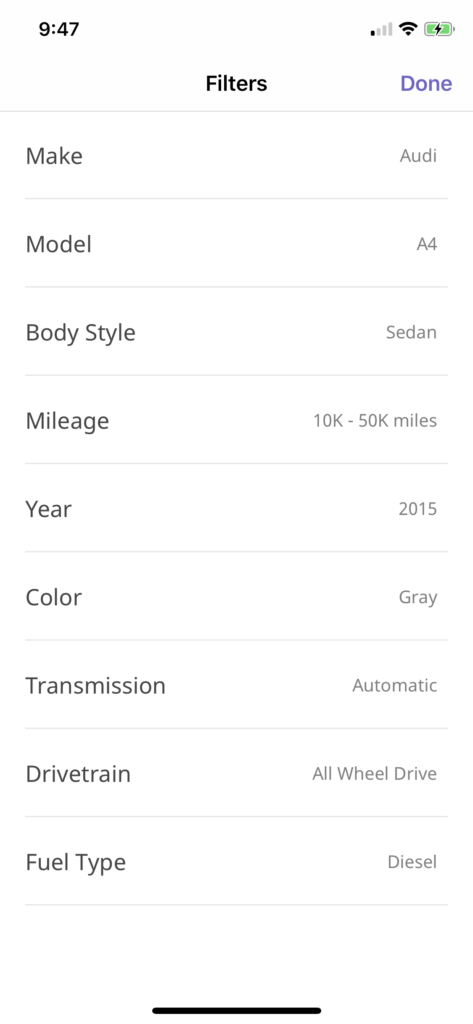 9:47
Filters Done
Make Audi
Model A4
Body Style Sedan
Mileage 10K - 50K miles
Year 2015
Color Gray
Transmission Automatic
Drivetrain All Wheel Drive
Fuel Type Diesel